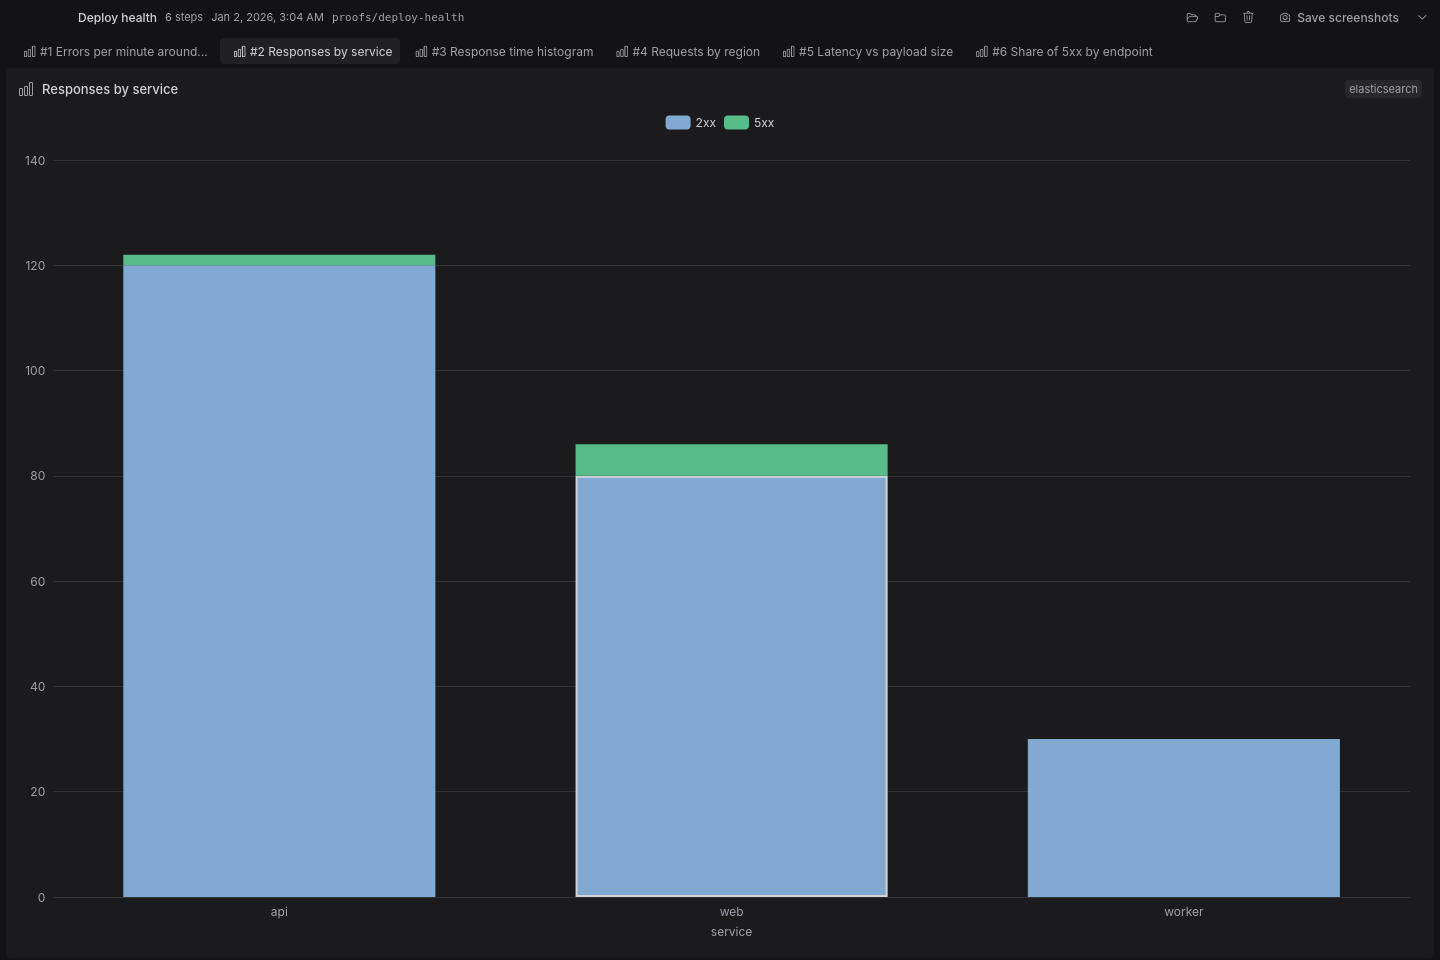 Deploy health 6 steps Jan 2, 2026, 3:04 AM proofs/deploy-health Save screenshots
#1 Errors per minute around... #2 Responses by service #3 Response time histogram #4 Requests by region #5 Latency vs payload size #6 Share of 5xx by endpoint
Responses by service elasticsearch
2xx 5xx
140
120
100
80
60
40
20
0
api web worker
service